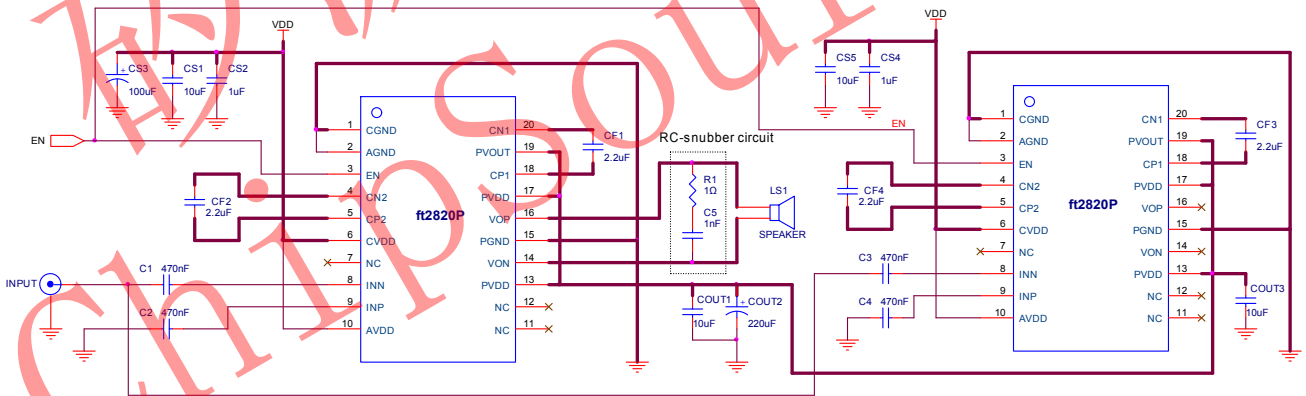 VDD
CS3
100uF
CS1
10uF
CS2
1uF
EN
CF2
2.2uF
INPUT
C1 470nF
C2 470nF
ft2820P
1 CGND
2 AGND
3 EN
4 CN2
5 CP2
6 CVDD
7 NC
8 INN
9 INP
10 AVDD
CN1 20
PVOUT 19
CP1 18
PVDD 17
VOP 16
PGND 15
VON 14
PVDD 13
NC 12
NC 11
CF1
2.2uF
RC-snubber circuit
R1
1Ω
C5
1nF
LS1
SPEAKER
COUT1
10uF
COUT2
220uF
VDD
CS5
10uF
CS4
1uF
EN
CF4
2.2uF
C3 470nF
C4 470nF
ft2820P
1 CGND
2 AGND
3 EN
4 CN2
5 CP2
6 CVDD
7 NC
8 INN
9 INP
10 AVDD
CN1 20
PVOUT 19
CP1 18
PVDD 17
VOP 16
PGND 15
VON 14
PVDD 13
NC 12
NC 11
CF3
2.2uF
COUT3
10uF
ChipSour